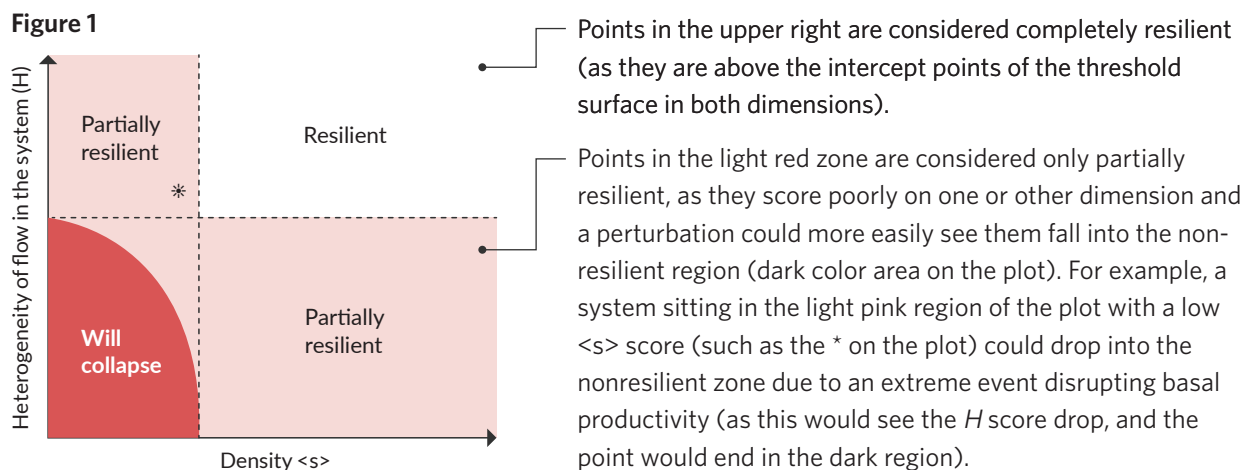 Figure 1
Heterogeneity of flow in the system (H)
Partially
resilient
*
Resilient
Will
collapse
Partially
resilient
Density <s>
Points in the upper right are considered completely resilient
(as they are above the intercept points of the threshold
surface in both dimensions).
Points in the light red zone are considered only partially
resilient, as they score poorly on one or other dimension and
a perturbation could more easily see them fall into the non-
resilient region (dark color area on the plot). For example, a
system sitting in the light pink region of the plot with a low
<s> score (such as the * on the plot) could drop into the
nonresilient zone due to an extreme event disrupting basal
productivity (as this would see the H score drop, and the
point would end in the dark region).